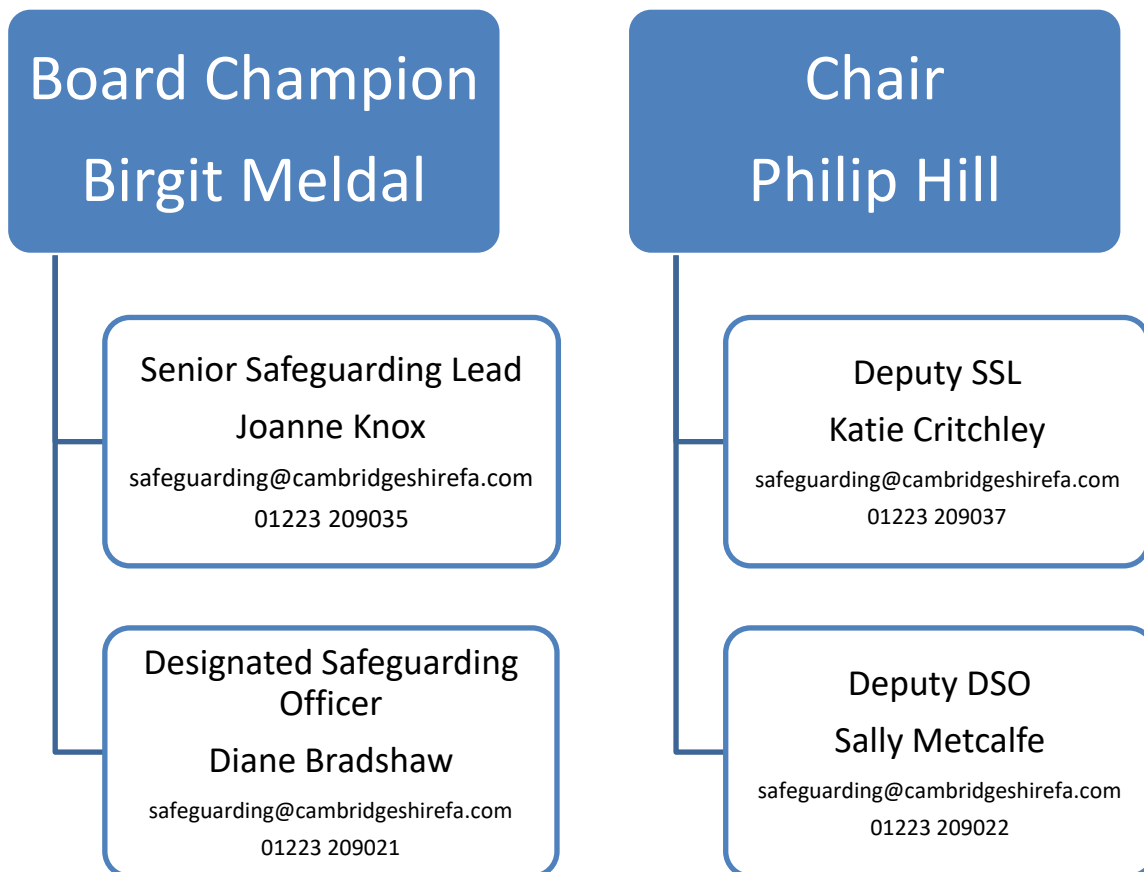 Board Champion
Birgit Meldal
Senior Safeguarding Lead
Joanne Knox
safeguarding@cambridgeshirefa.com
01223 209035
Designated Safeguarding
Officer
Diane Bradshaw
safeguarding@cambridgeshirefa.com
01223 209021
Chair
Philip Hill
Deputy SSL
Katie Critchley
safeguarding@cambridgeshirefa.com
01223 209037
Deputy DSO
Sally Metcalfe
safeguarding@cambridgeshirefa.com
01223 209022